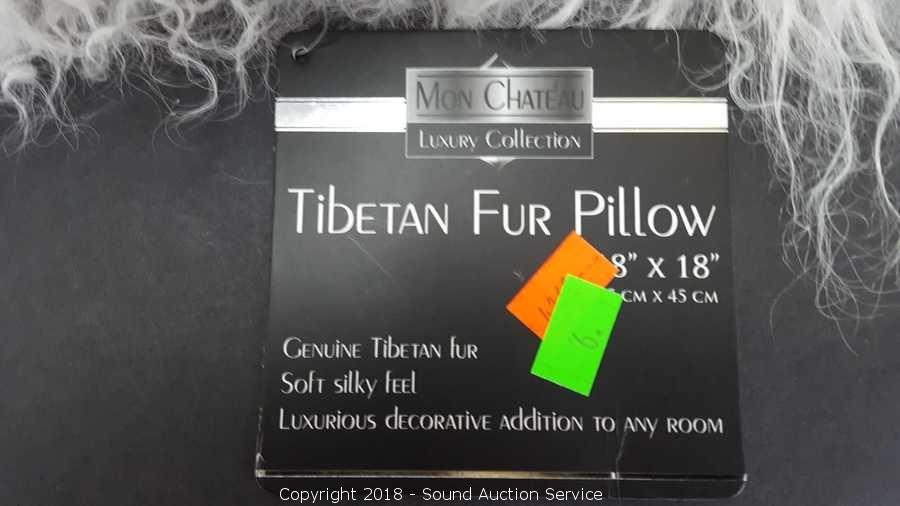 Mon Chateau
Luxury Collection
Tibetan Fur Pillow
8” x 18”
cm x 45 cm
6.
Genuine Tibetan fur
Soft silky feel
Luxurious decorative addition to any room
Copyright 2018 - Sound Auction Service